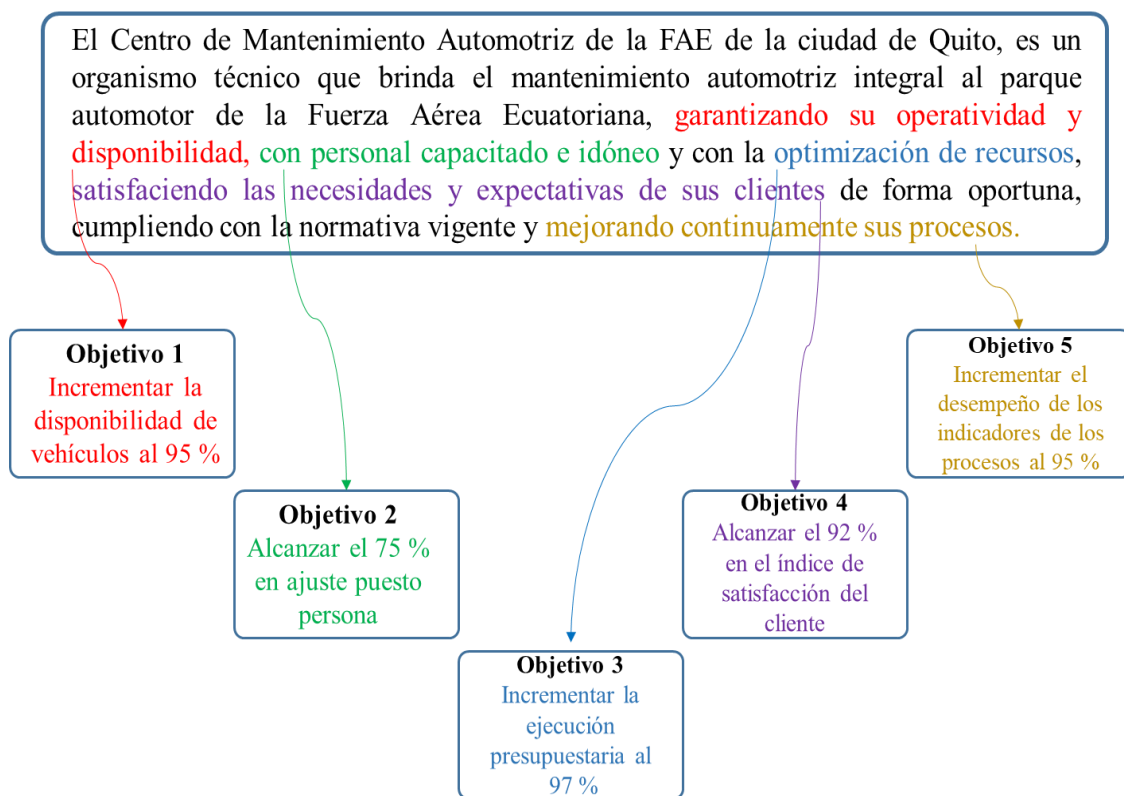 El Centro de Mantenimiento Automotriz de la FAE de la ciudad de Quito, es un
organismo técnico que brinda el mantenimiento automotriz integral al parque
automotor de la Fuerza Aérea Ecuatoriana, garantizando su operatividad y
disponibilidad, con personal capacitado e idóneo y con la optimización de recursos,
satisfaciendo las necesidades y expectativas de sus clientes de forma oportuna,
cumpliendo con la normativa vigente y mejorando continuamente sus procesos.
Objetivo 1
Incrementar la
disponibilidad de
vehículos al 95 %
Objetivo 2
Alcanzar el 75 %
en ajuste puesto
persona
Objetivo 3
Incrementar la
ejecución
presupuestaria al
97 %
Objetivo 4
Alcanzar el 92 %
en el índice de
satisfacción del
cliente
Objetivo 5
Incrementar el
desempeño de los
indicadores de los
procesos al 95 %